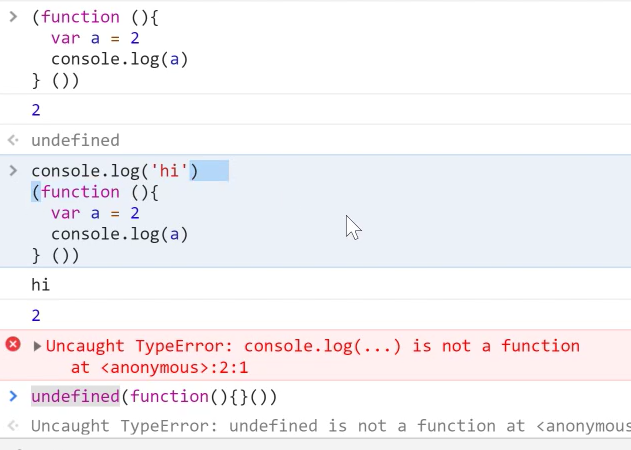 (function (){
var a = 2
console.log(a)
} ())
2
undefined
console.log('hi')
(function (){
var a = 2
console.log(a)
} ())
hi
2
Uncaught TypeError: console.log(...) is not a function
at <anonymous>:2:1
undefined(function(){}())
Uncaught TypeError: undefined is not a function at <anonymous